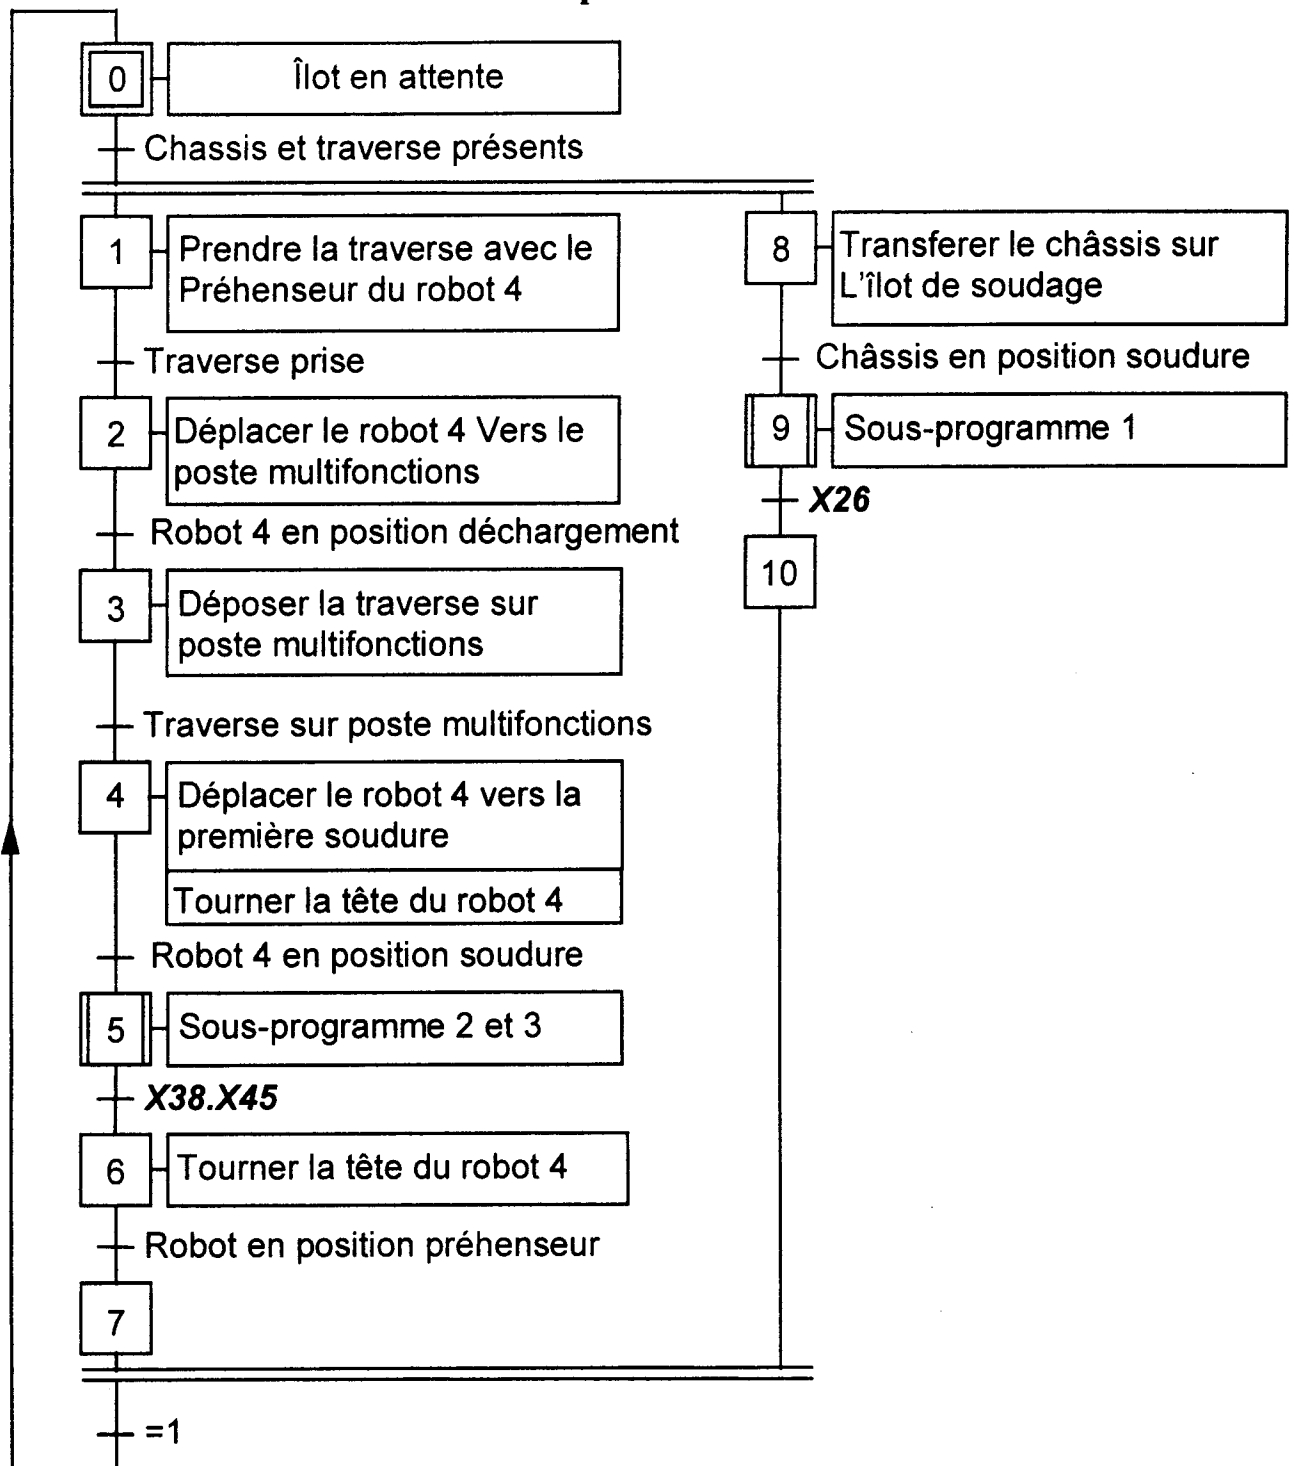 0
Îlot en attente
Chassis et traverse présents
1
Prendre la traverse avec le
Préhenseur du robot 4
Traverse prise
2
Déplacer le robot 4 Vers le
poste multifonctions
Robot 4 en position déchargement
3
Déposer la traverse sur
poste multifonctions
Traverse sur poste multifonctions
4
Déplacer le robot 4 vers la
première soudure
Tourner la tête du robot 4
Robot 4 en position soudure
5
Sous-programme 2 et 3
X38.X45
6
Tourner la tête du robot 4
Robot en position préhenseur
7
=1
8
Transferer le châssis sur
L'îlot de soudage
Châssis en position soudure
9
Sous-programme 1
X26
10